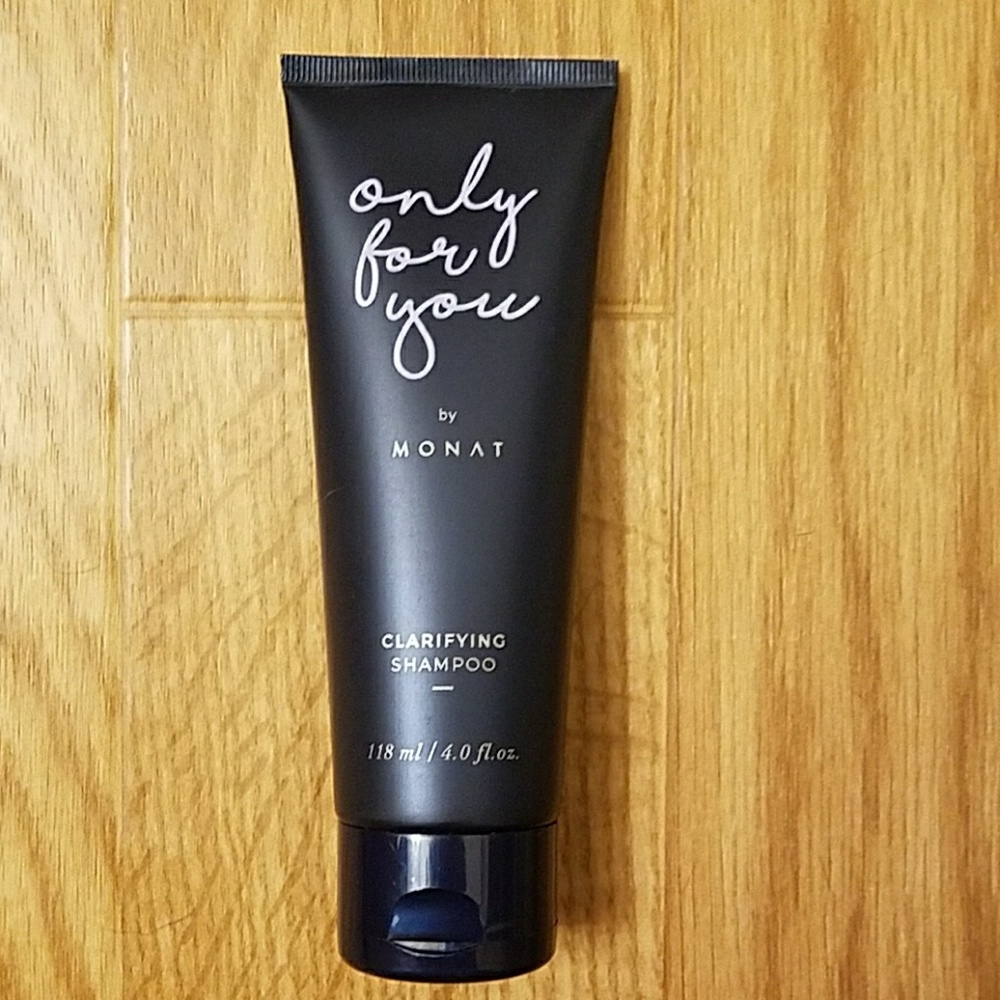 only
for
you
by
MONAT
CLARIFYING
SHAMPOO
118 ml / 4.0 fl.oz.